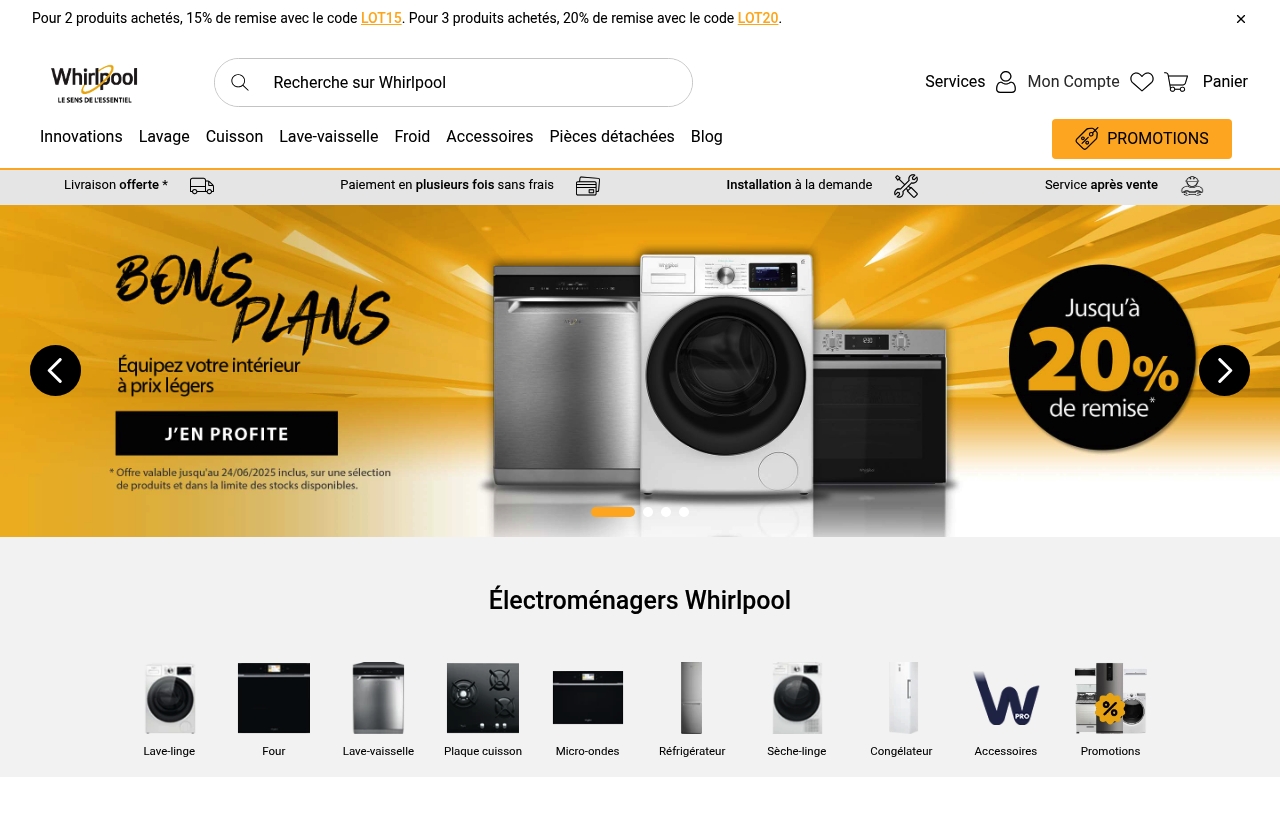 Pour 2 produits achetés, 15% de remise avec le code LOT15. Pour 3 produits achetés, 20% de remise avec le code LOT20.
Whirlpool
LE SENS DE L'ESSENTIEL
Recherche sur Whirlpool
Services
Mon Compte
Panier
Innovations Lavage Cuisson Lave-vaisselle Froid Accessoires Pièces détachées Blog
PROMOTIONS
Livraison offerte *
Paiement en plusieurs fois sans frais
Installation à la demande
Service après vente
BONS
PLANS
Équipez votre intérieur
à prix légers
J'EN PROFITE
* Offre valable jusqu'au 24/06/2025 inclus, sur une sélection
de produits et dans la limite des stocks disponibles.
Jusqu'à
20%
de remise*
Électroménagers Whirlpool
Lave-linge
Four
Lave-vaisselle
Plaque cuisson
Micro-ondes
Réfrigérateur
Sèche-linge
Congélateur
W PRO
Accessoires
%
Promotions